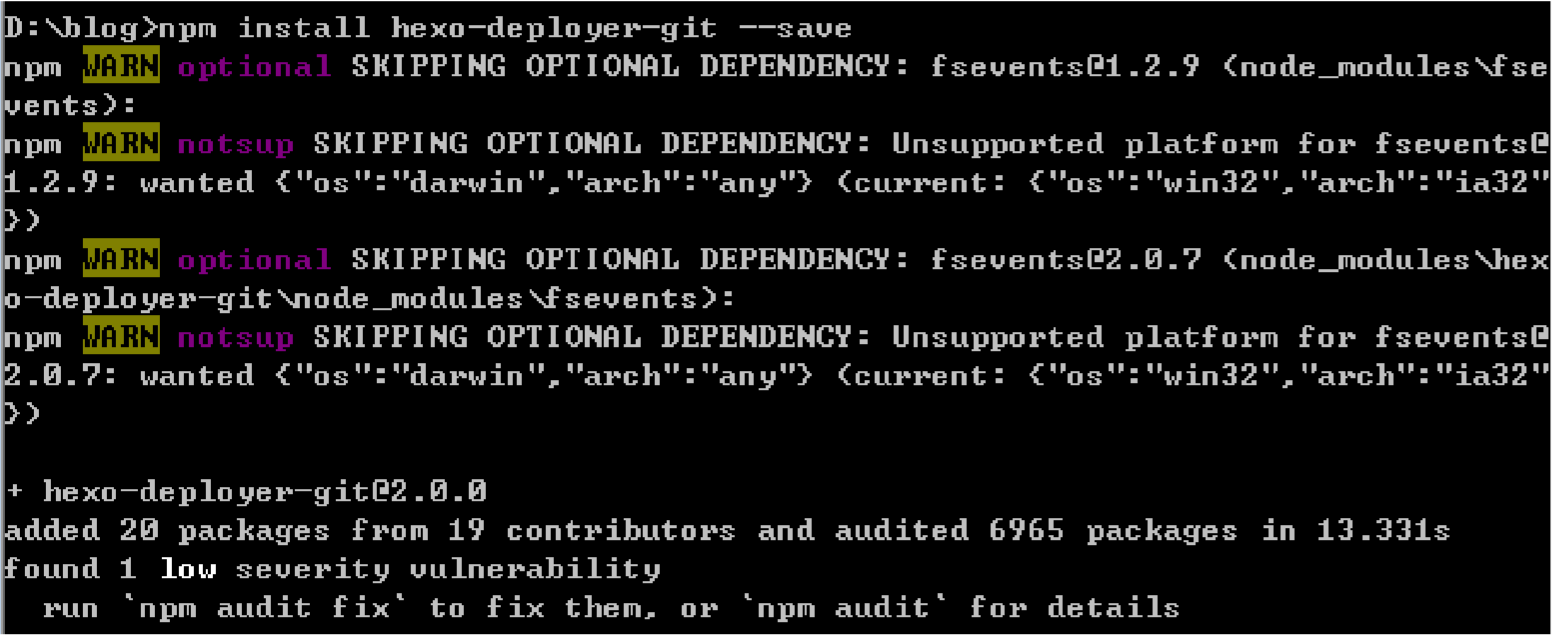 D:\blog>npm install hexo-deployer-git --save
npm WARN optional SKIPPING OPTIONAL DEPENDENCY: fsevents@1.2.9 (node_modules\fse
vents):
npm WARN notsup SKIPPING OPTIONAL DEPENDENCY: Unsupported platform for fsevents@
1.2.9: wanted {"os":"darwin","arch":"any"} (current: {"os":"win32","arch":"ia32"
})
npm WARN optional SKIPPING OPTIONAL DEPENDENCY: fsevents@2.0.7 (node_modules\hex
o-deployer-git\node_modules\fsevents):
npm WARN notsup SKIPPING OPTIONAL DEPENDENCY: Unsupported platform for fsevents@
2.0.7: wanted {"os":"darwin","arch":"any"} (current: {"os":"win32","arch":"ia32"
})
+ hexo-deployer-git@2.0.0
added 20 packages from 19 contributors and audited 6965 packages in 13.331s
found 1 low severity vulnerability
  run `npm audit fix` to fix them, or `npm audit` for details